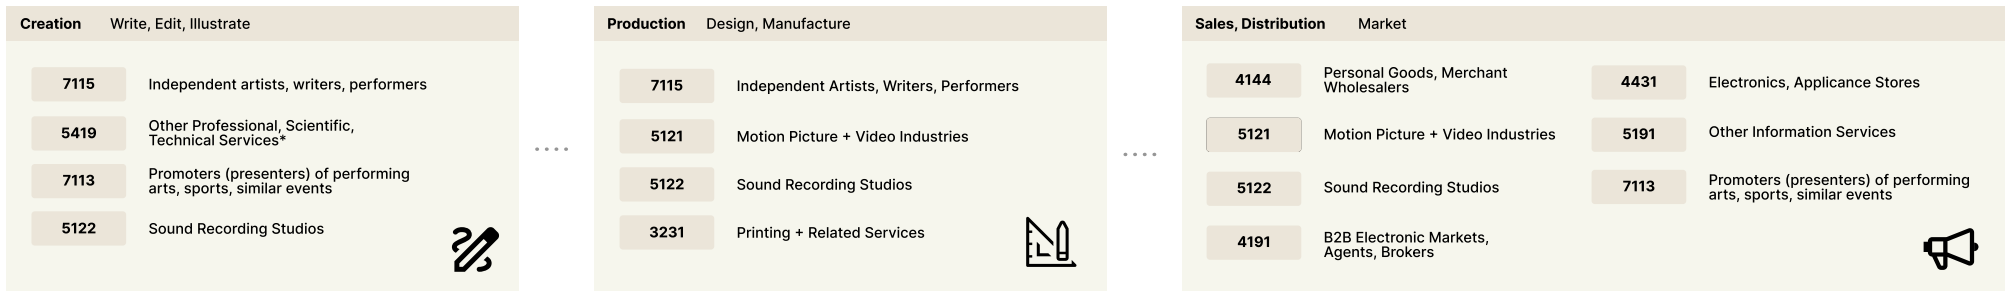 Creation Write, Edit, Illustrate
7115 Independent artists, writers, performers
5419 Other Professional, Scientific,
Technical Services*
7113 Promoters (presenters) of performing
arts, sports, similar events
5122 Sound Recording Studios
Production Design, Manufacture
7115 Independent Artists, Writers, Performers
5121 Motion Picture + Video Industries
5122 Sound Recording Studios
3231 Printing + Related Services
Sales, Distribution Market
4144 Personal Goods, Merchant
Wholesalers
5121 Motion Picture + Video Industries
5122 Sound Recording Studios
4191 B2B Electronic Markets,
Agents, Brokers
4431 Electronics, Applicance Stores
5191 Other Information Services
7113 Promoters (presenters) of performing
arts, sports, similar events